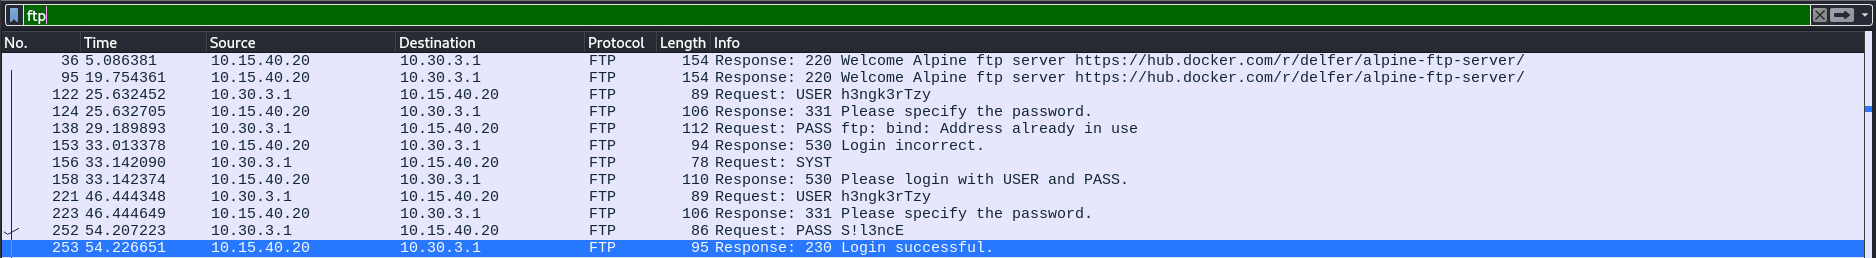 ftp
No. Time Source Destination Protocol Length Info
36 5.086381 10.15.40.20 10.30.3.1 FTP 154 Response: 220 Welcome Alpine ftp server https://hub.docker.com/r/delfer/alpine-ftp-server/
95 19.754361 10.15.40.20 10.30.3.1 FTP 154 Response: 220 Welcome Alpine ftp server https://hub.docker.com/r/delfer/alpine-ftp-server/
122 25.632452 10.30.3.1 10.15.40.20 FTP 89 Request: USER h3ngk3rTzy
124 25.632705 10.15.40.20 10.30.3.1 FTP 106 Response: 331 Please specify the password.
138 29.189893 10.30.3.1 10.15.40.20 FTP 112 Request: PASS ftp: bind: Address already in use
153 33.013378 10.15.40.20 10.30.3.1 FTP 94 Response: 530 Login incorrect.
156 33.142090 10.30.3.1 10.15.40.20 FTP 78 Request: SYST
158 33.142374 10.15.40.20 10.30.3.1 FTP 110 Response: 530 Please login with USER and PASS.
221 46.444348 10.30.3.1 10.15.40.20 FTP 89 Request: USER h3ngk3rTzy
223 46.444649 10.15.40.20 10.30.3.1 FTP 106 Response: 331 Please specify the password.
252 54.207223 10.30.3.1 10.15.40.20 FTP 86 Request: PASS S!l3ncE
253 54.226651 10.15.40.20 10.30.3.1 FTP 95 Response: 230 Login successful.